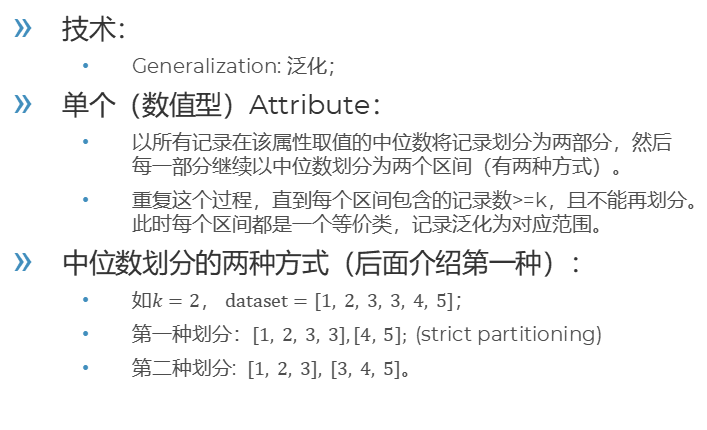 » 技术：
• Generalization: 泛化；
» 单个（数值型）Attribute：
• 以所有记录在该属性取值的中位数将记录划分为两部分，然后
每一部分继续以中位数划分为两个区间（有两种方式）。
• 重复这个过程，直到每个区间包含的记录数>=k，且不能再划分。
此时每个区间都是一个等价类，记录泛化为对应范围。
» 中位数划分的两种方式（后面介绍第一种）：
• 如k = 2， dataset = [1, 2, 3, 3, 4, 5]；
• 第一种划分：[1, 2, 3, 3], [4, 5]; (strict partitioning)
• 第二种划分: [1, 2, 3], [3, 4, 5]。